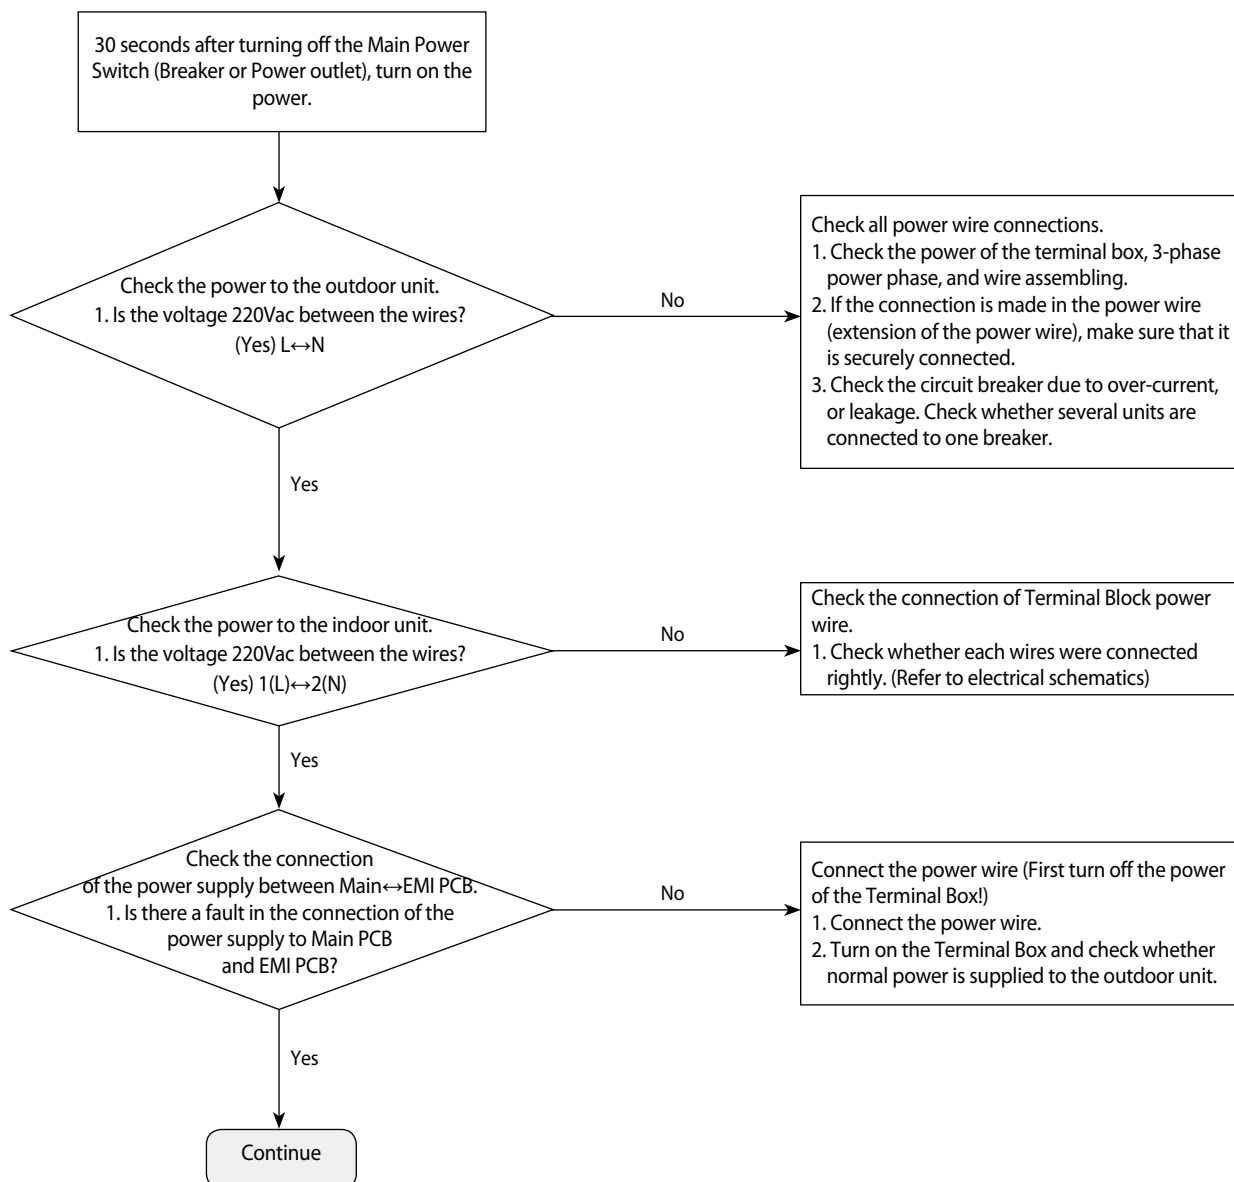 30 seconds after turning off the Main Power
Switch (Breaker or Power outlet), turn on the
power.
Check the power to the outdoor unit.
1. Is the voltage 220Vac between the wires?
(Yes) L↔N
No
Check all power wire connections.
1. Check the power of the terminal box, 3-phase
power phase, and wire assembling.
2. If the connection is made in the power wire
(extension of the power wire), make sure that it
is securely connected.
3. Check the circuit breaker due to over-current,
or leakage. Check whether several units are
connected to one breaker.
Yes
Check the power to the indoor unit.
1. Is the voltage 220Vac between the wires?
(Yes) 1(L)↔2(N)
No
Check the connection of Terminal Block power
wire.
1. Check whether each wires were connected
rightly. (Refer to electrical schematics)
Yes
Check the connection
of the power supply between Main↔EMI PCB.
1. Is there a fault in the connection of the
power supply to Main PCB
and EMI PCB?
No
Connect the power wire (First turn off the power
of the Terminal Box!)
1. Connect the power wire.
2. Turn on the Terminal Box and check whether
normal power is supplied to the outdoor unit.
Yes
Continue